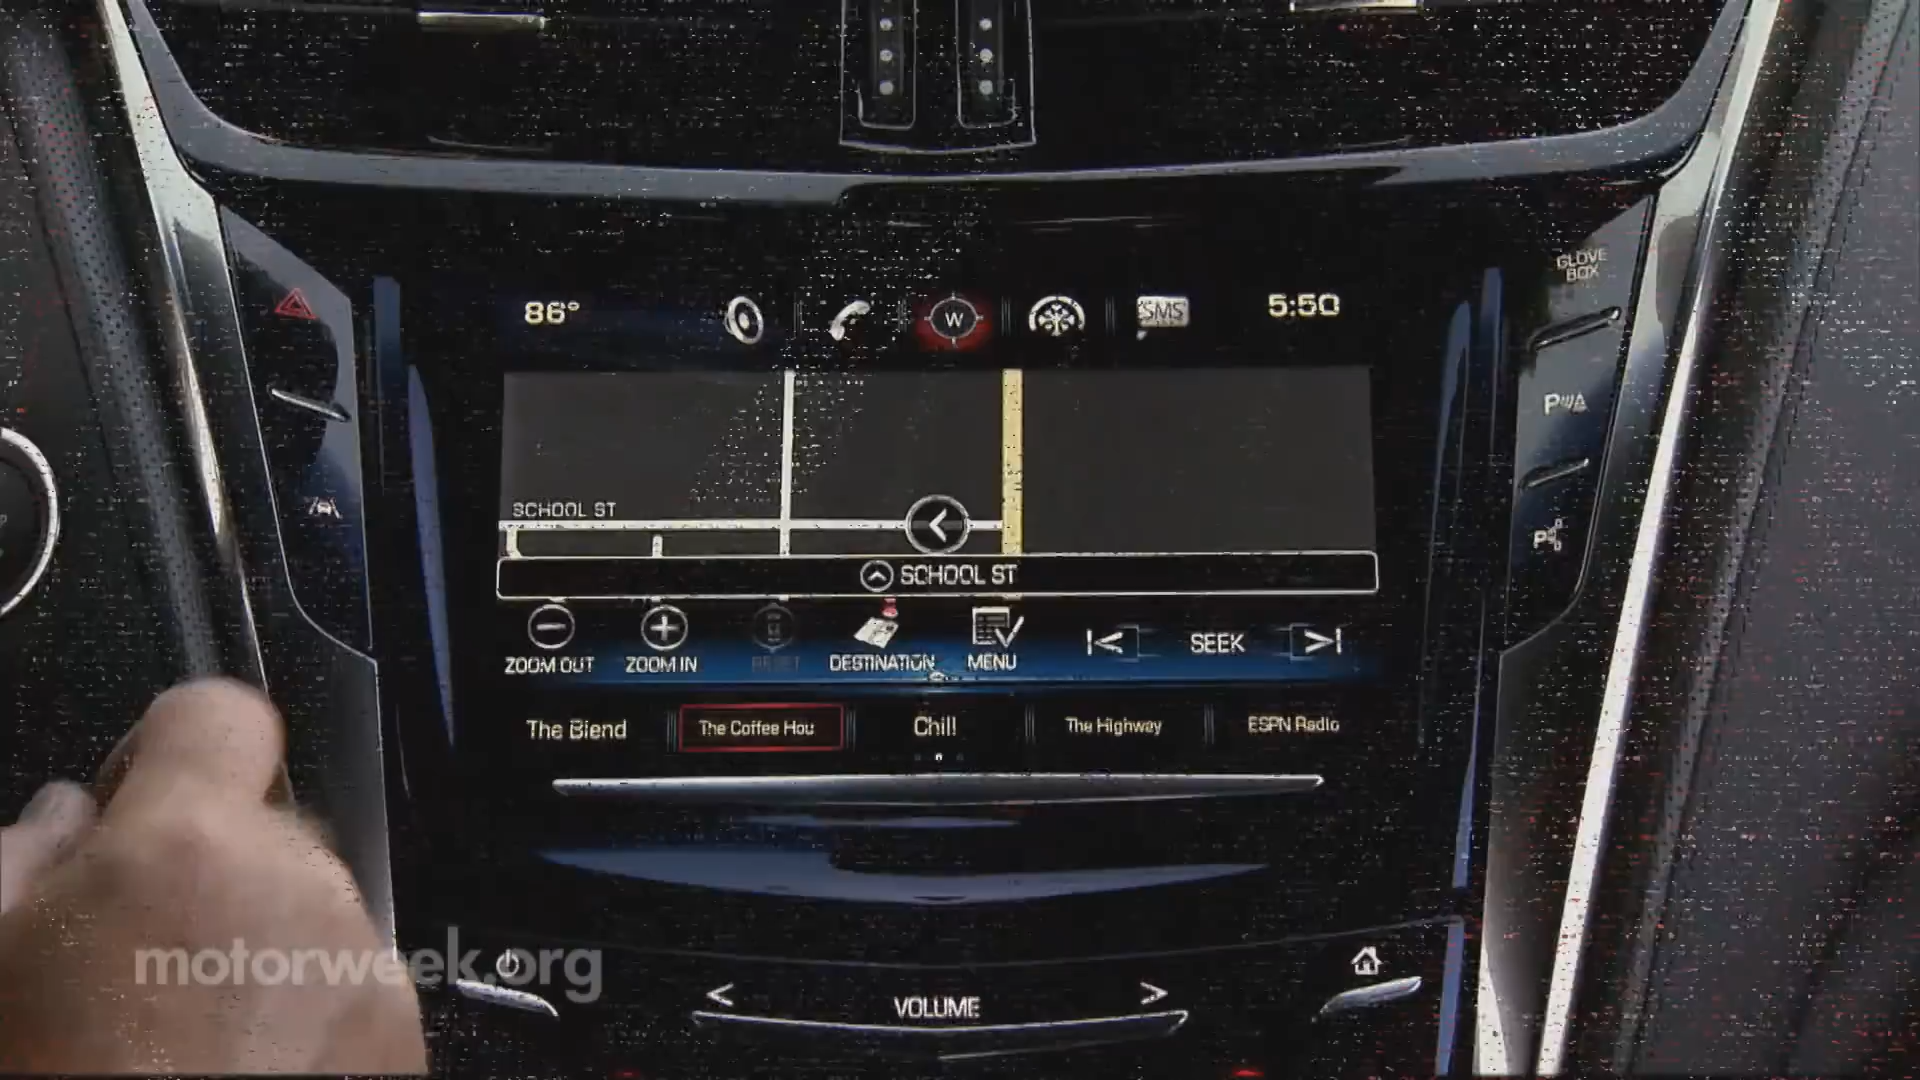 GLOVE
BOX
86°
W
SMS
5:50
SCHOOL ST
SCHOOL ST
ZOOM OUT
ZOOM IN
RESET
DESTINATION
MENU
SEEK
The Blend
The Coffee Hou
Chill
The Highway
ESPN Radio
motorweek.org
VOLUME